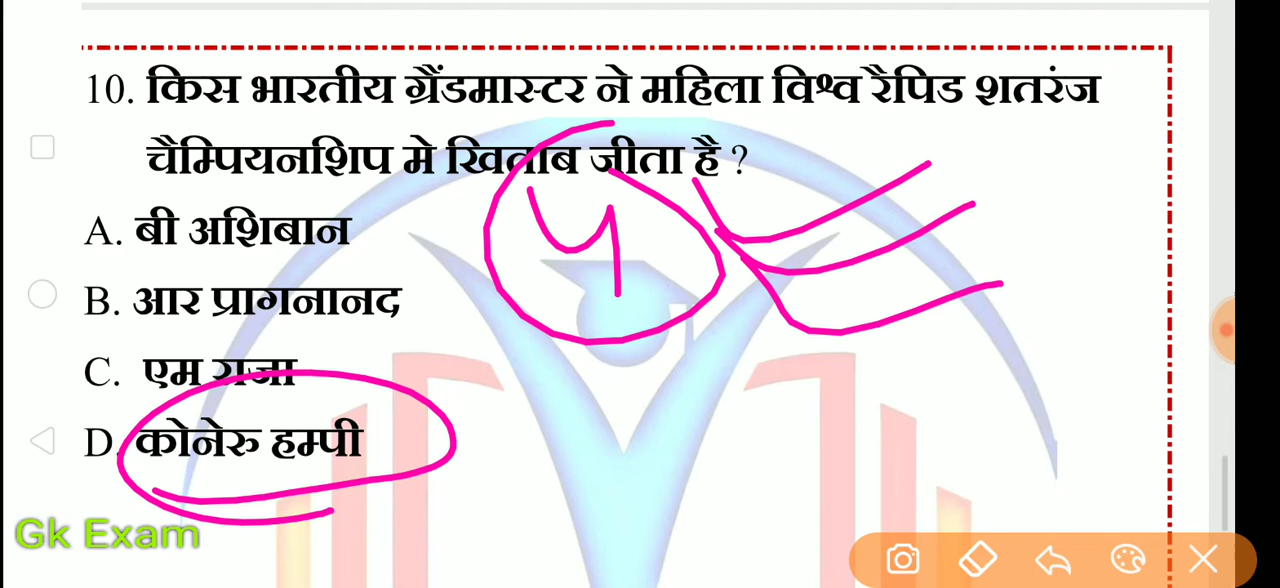 10. किस भारतीय ग्रैंडमास्टर ने महिला विश्व रैपिड शतरंज
चैम्पियनशिप मे खिताब जीता है ?
A. बी अशिबान
B. आर प्रागनानद
C. एम राजा
D. कोनेरु हम्पी
Gk Exam